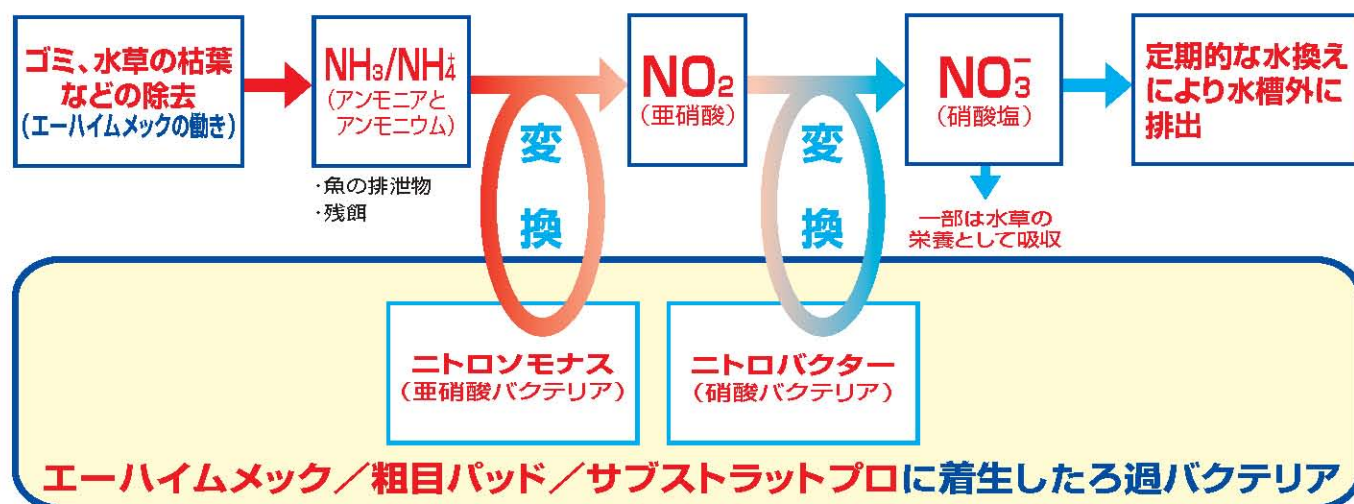 ゴミ、水草の枯葉
などの除去
(エーハイムメックの働き)
NH₃/NH₄⁺
(アンモニアと
アンモニウム)
・魚の排泄物
・残餌
変
換
NO₂
(亜硝酸)
変
換
NO₃⁻
(硝酸塩)
一部は水草の
栄養として吸収
定期的な水換え
により水槽外に
排出
ニトロソモナス
(亜硝酸バクテリア)
ニトロバクター
(硝酸バクテリア)
エーハイムメック/粗目パッド/サブストラットプロに着生したろ過バクテリア